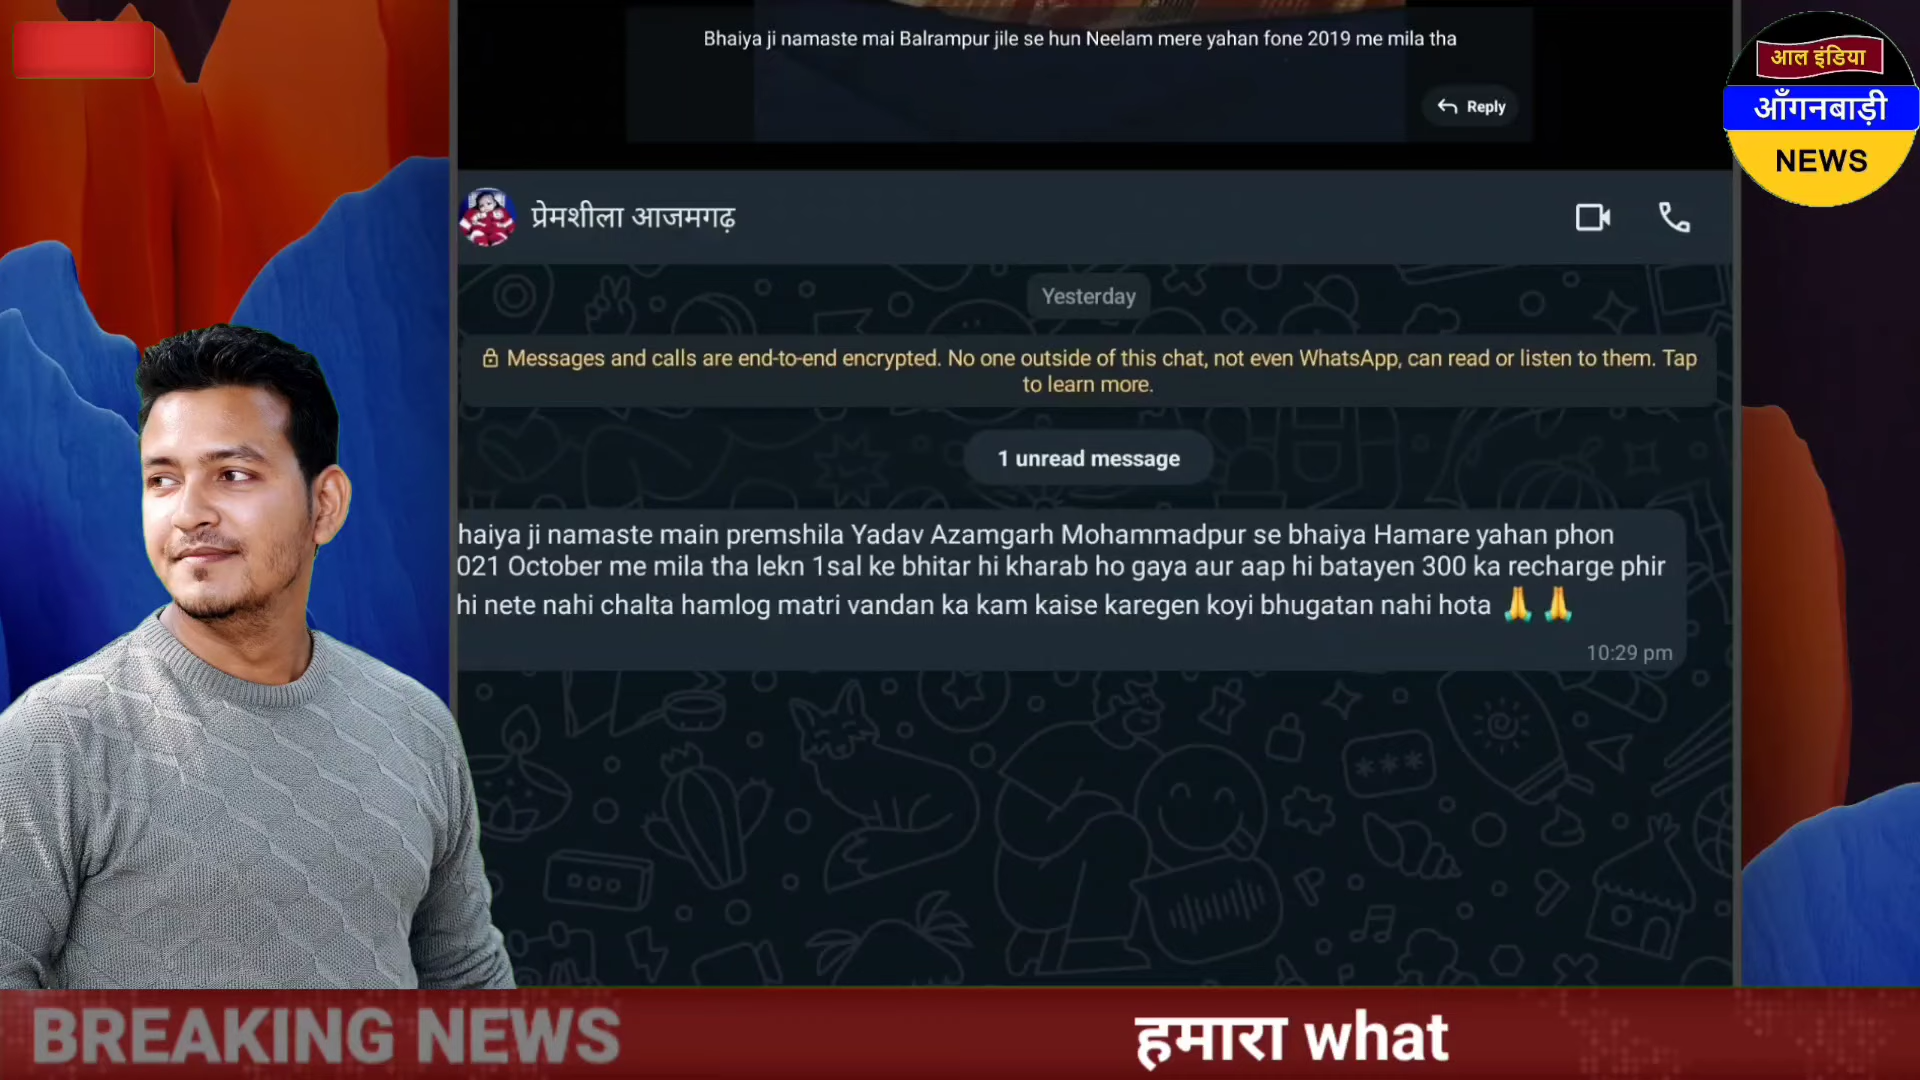 Bhaiya ji namaste mai Balrampur jile se hun Neelam mere yahan fone 2019 me mila tha
Reply
आल इंडिया
आँगनबाड़ी
NEWS
प्रेमशीला आजमगढ़
Yesterday
Messages and calls are end-to-end encrypted. No one outside of this chat, not even WhatsApp, can read or listen to them. Tap
to learn more.
1 unread message
haiya ji namaste main premshila Yadav Azamgarh Mohammadpur se bhaiya Hamare yahan phon
021 October me mila tha lekn 1sal ke bhitar hi kharab ho gaya aur aap hi batayen 300 ka recharge phir
hi nete nahi chalta hamlog matri vandan ka kam kaise karegen koyi bhugatan nahi hota 🙏 🙏
10:29 pm
BREAKING NEWS
हमारा what